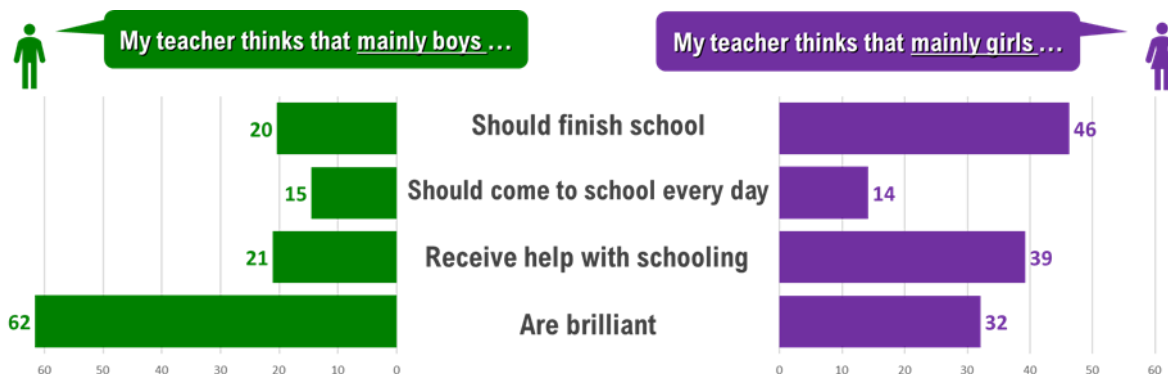 My teacher thinks that mainly boys ...
My teacher thinks that mainly girls ...
20 Should finish school 46
15 Should come to school every day 14
21 Receive help with schooling 39
62 Are brilliant 32
60 50 40 30 20 10 0 0 10 20 30 40 50 60